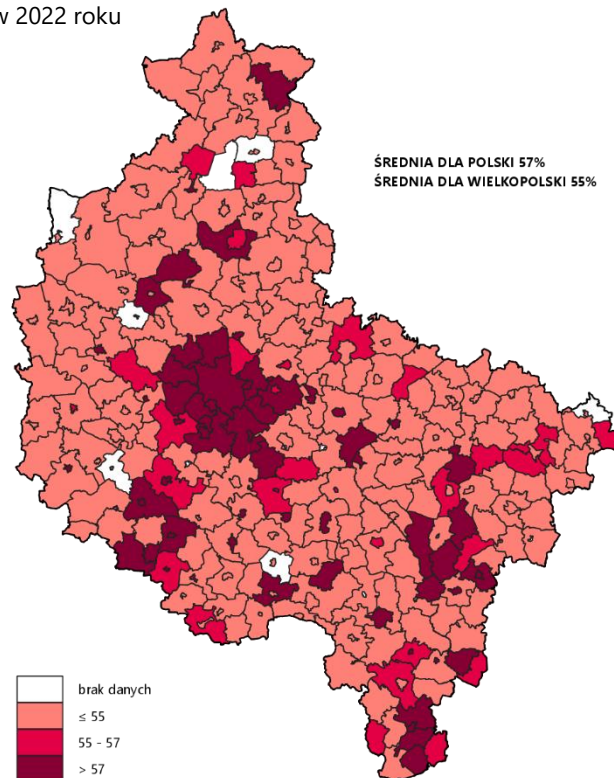 w 2022 roku
ŚREDNIA DLA POLSKI 57%
ŚREDNIA DLA WIELKOPOLSKI 55%
brak danych
≤ 55
55 - 57
> 57